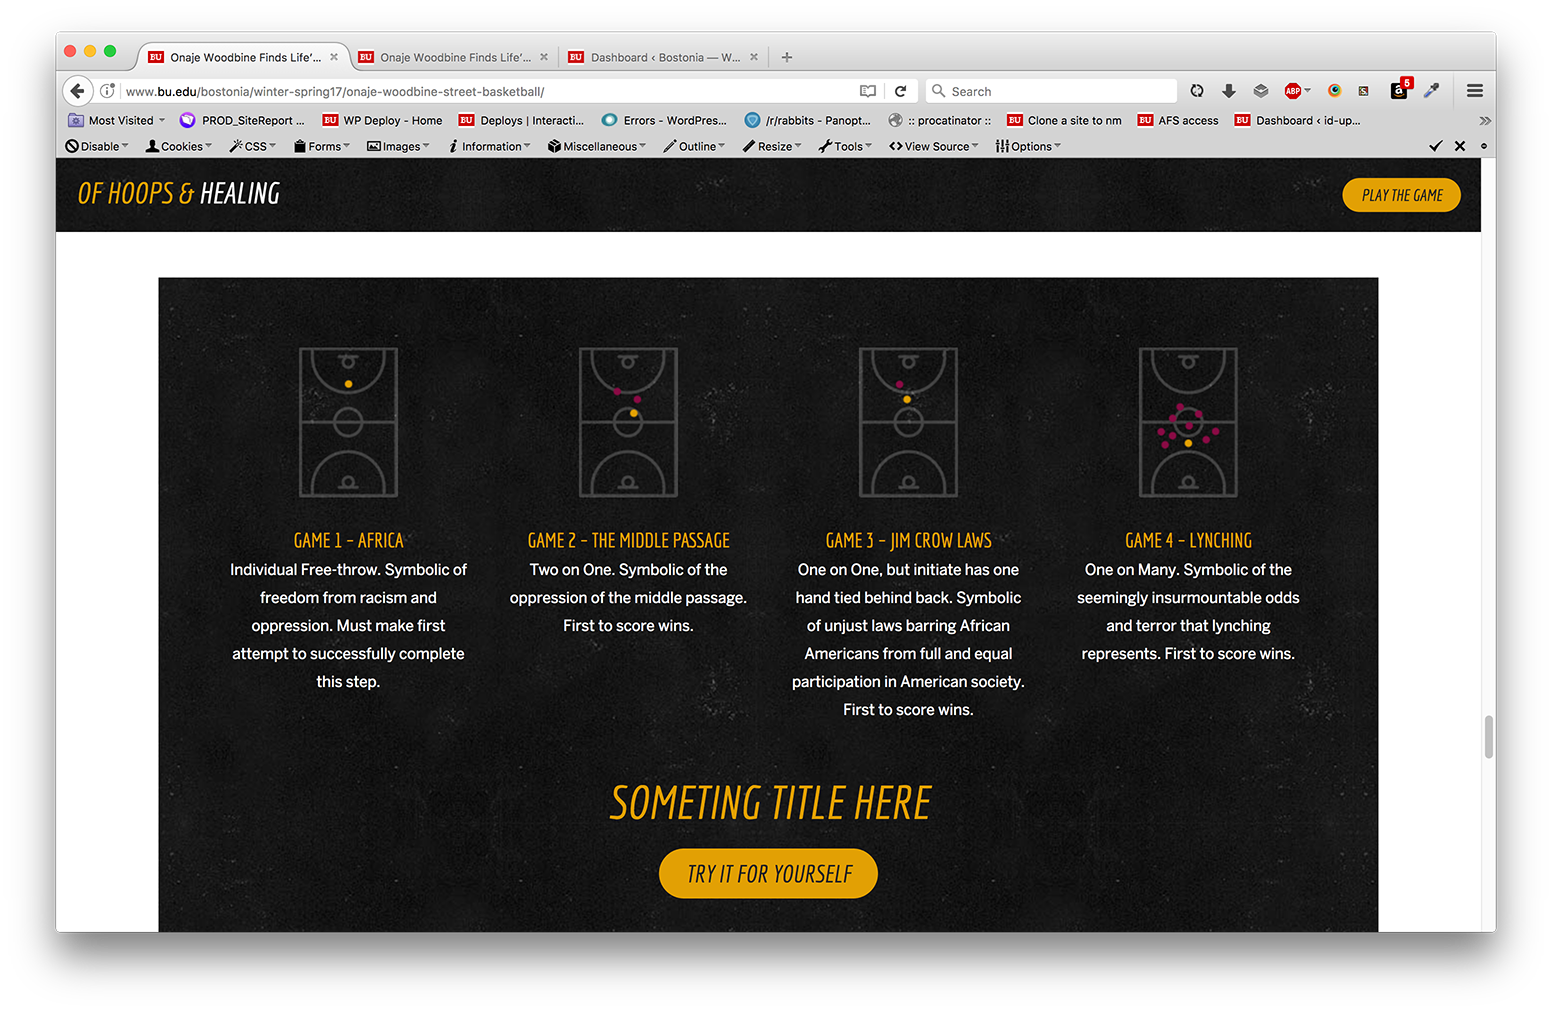 BU Onaje Woodbine Finds Life'...
BU Onaje Woodbine Finds Life'...
BU Dashboard ‹ Bostonia — W...
www.bu.edu/bostonia/winter-spring17/onaje-woodbine-street-basketball/
Search
ABP
S
a
5
Most Visited
PROD_SiteReport ...
BU WP Deploy - Home
BU Deploys | Interacti...
Errors - WordPres...
/r/rabbits - Panopt...
:: procatinator ::
BU Clone a site to nm
BU AFS access
BU Dashboard ‹ id-up...
Disable
Cookies
CSS
Forms
Images
Information
Miscellaneous
Outline
Resize
Tools
View Source
Options
OF HOOPS & HEALING
PLAY THE GAME
GAME 1 – AFRICA
Individual Free-throw. Symbolic of
freedom from racism and
oppression. Must make first
attempt to successfully complete
this step.
GAME 2 – THE MIDDLE PASSAGE
Two on One. Symbolic of the
oppression of the middle passage.
First to score wins.
GAME 3 – JIM CROW LAWS
One on One, but initiate has one
hand tied behind back. Symbolic
of unjust laws barring African
Americans from full and equal
participation in American society.
First to score wins.
GAME 4 – LYNCHING
One on Many. Symbolic of the
seemingly insurmountable odds
and terror that lynching
represents. First to score wins.
SOMETING TITLE HERE
TRY IT FOR YOURSELF